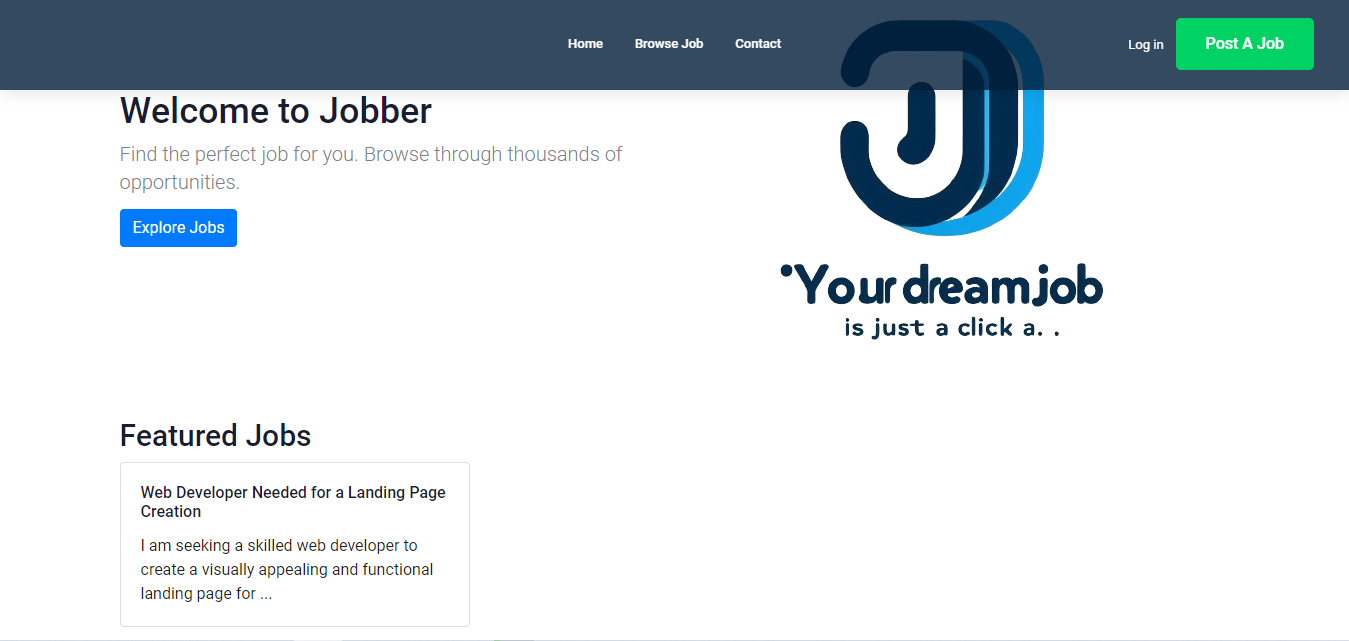 Home
Browse Job
Contact
Log in
Post A Job
Welcome to Jobber
Find the perfect job for you. Browse through thousands of
opportunities.
Explore Jobs
Your dream job
is just a click a. .
Featured Jobs
Web Developer Needed for a Landing Page
Creation
I am seeking a skilled web developer to
create a visually appealing and functional
landing page for ...